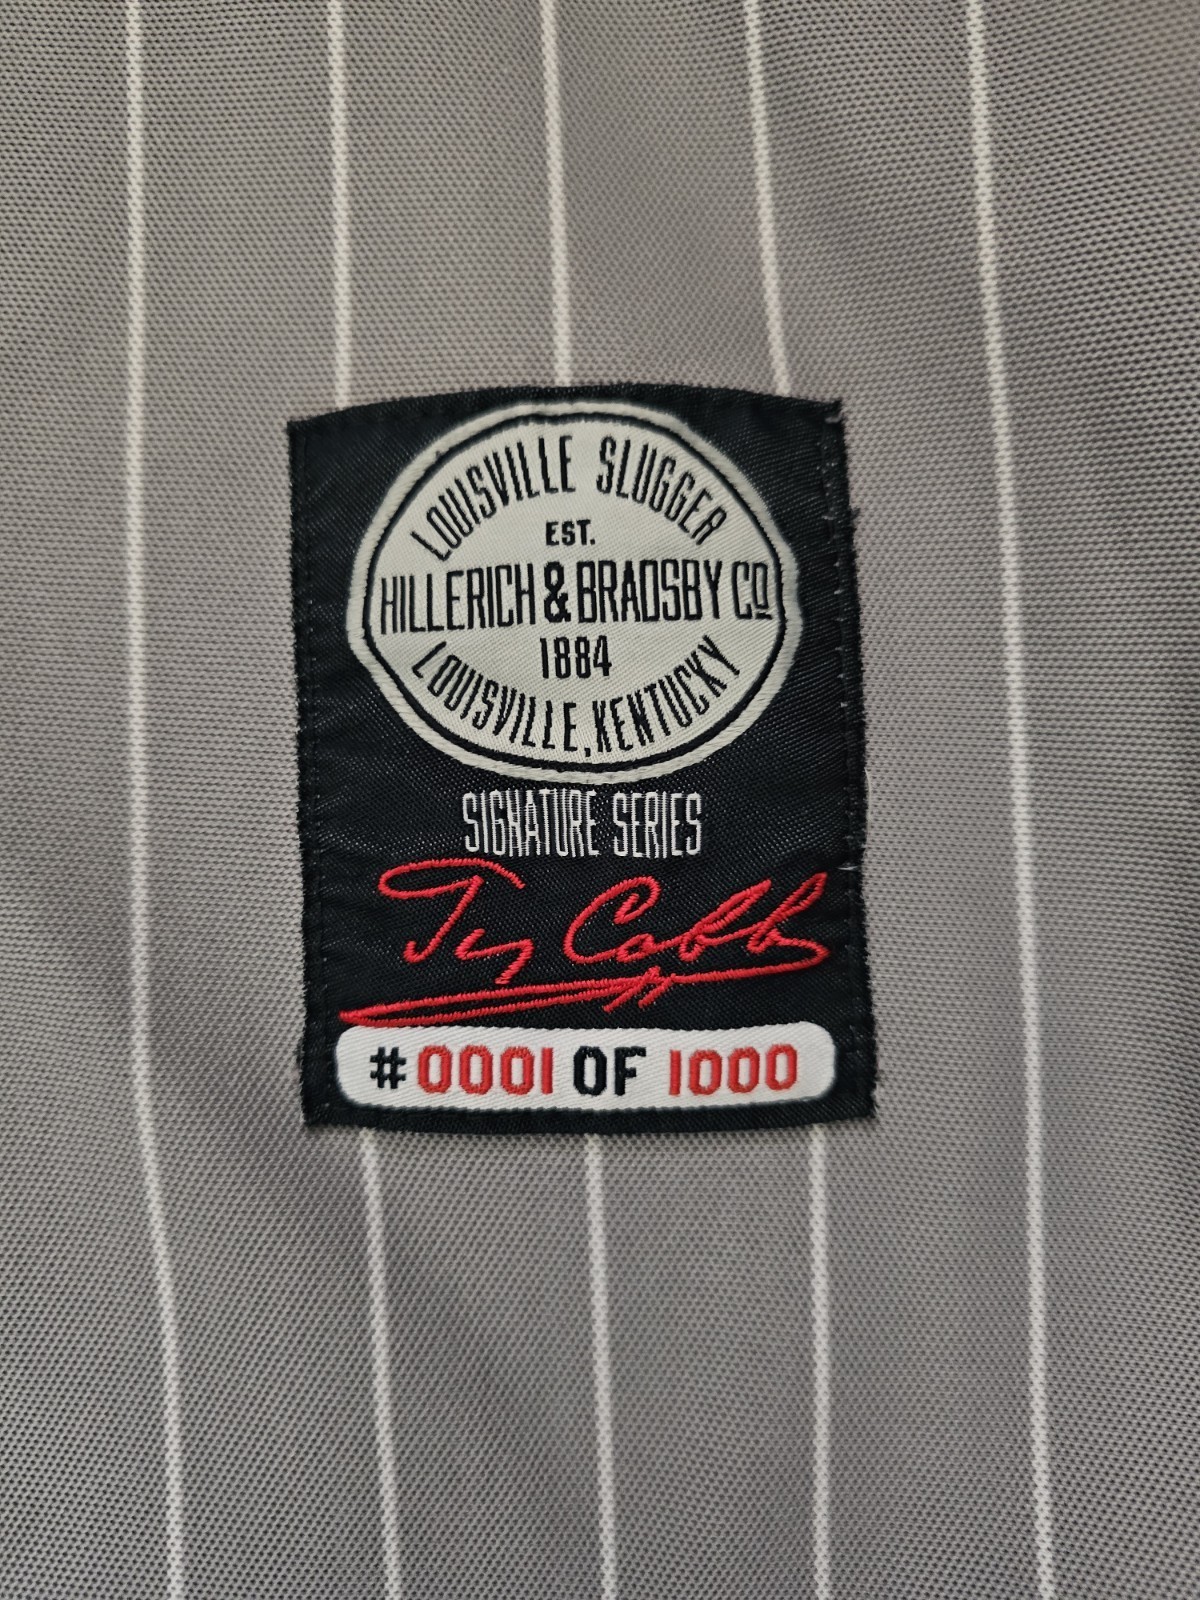 LOUISVILLE SLUGGER
EST.
HILLERICH & BRADSBY CO
1884
LOUISVILLE, KENTUCKY
SIGNATURE SERIES
Ty Cobb
#0001 OF 1000